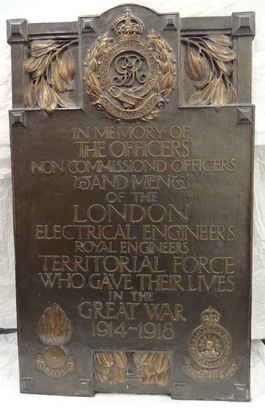 IN MEMORY OF
THE OFFICERS
NON COMMISSIOND OFFICERS
AND MEN
OF THE
LONDON
ELECTRICAL ENGINEERS
ROYAL ENGINEERS
TERRITORIAL FORCE
WHO GAVE THEIR LIVES
IN THE
GREAT WAR
1914~1918